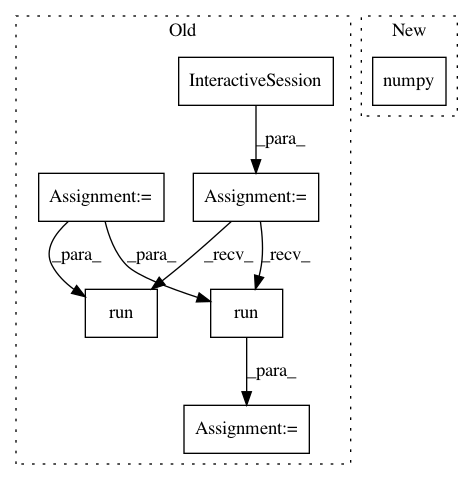 Old
New
InteractiveSession
numpy
_para_
Assignment:=
Assignment:=
_para_
_para_
_recv_
_recv_
run
run
_para_
Assignment:=